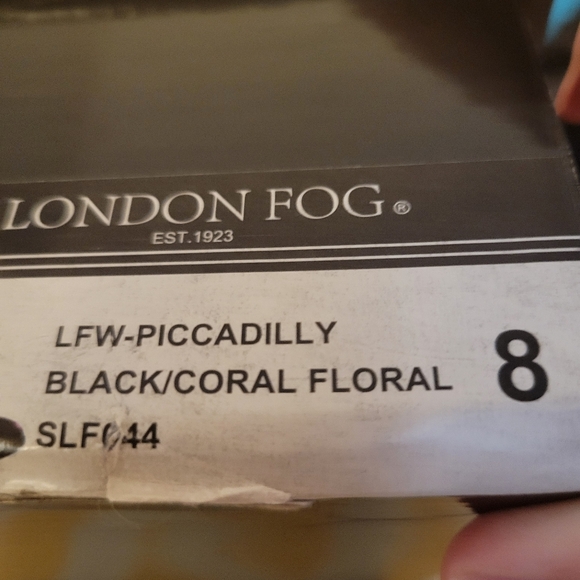 LONDON FOG®
EST.1923
LFW-PICCADILLY
BLACK/CORAL FLORAL 8
SLF044